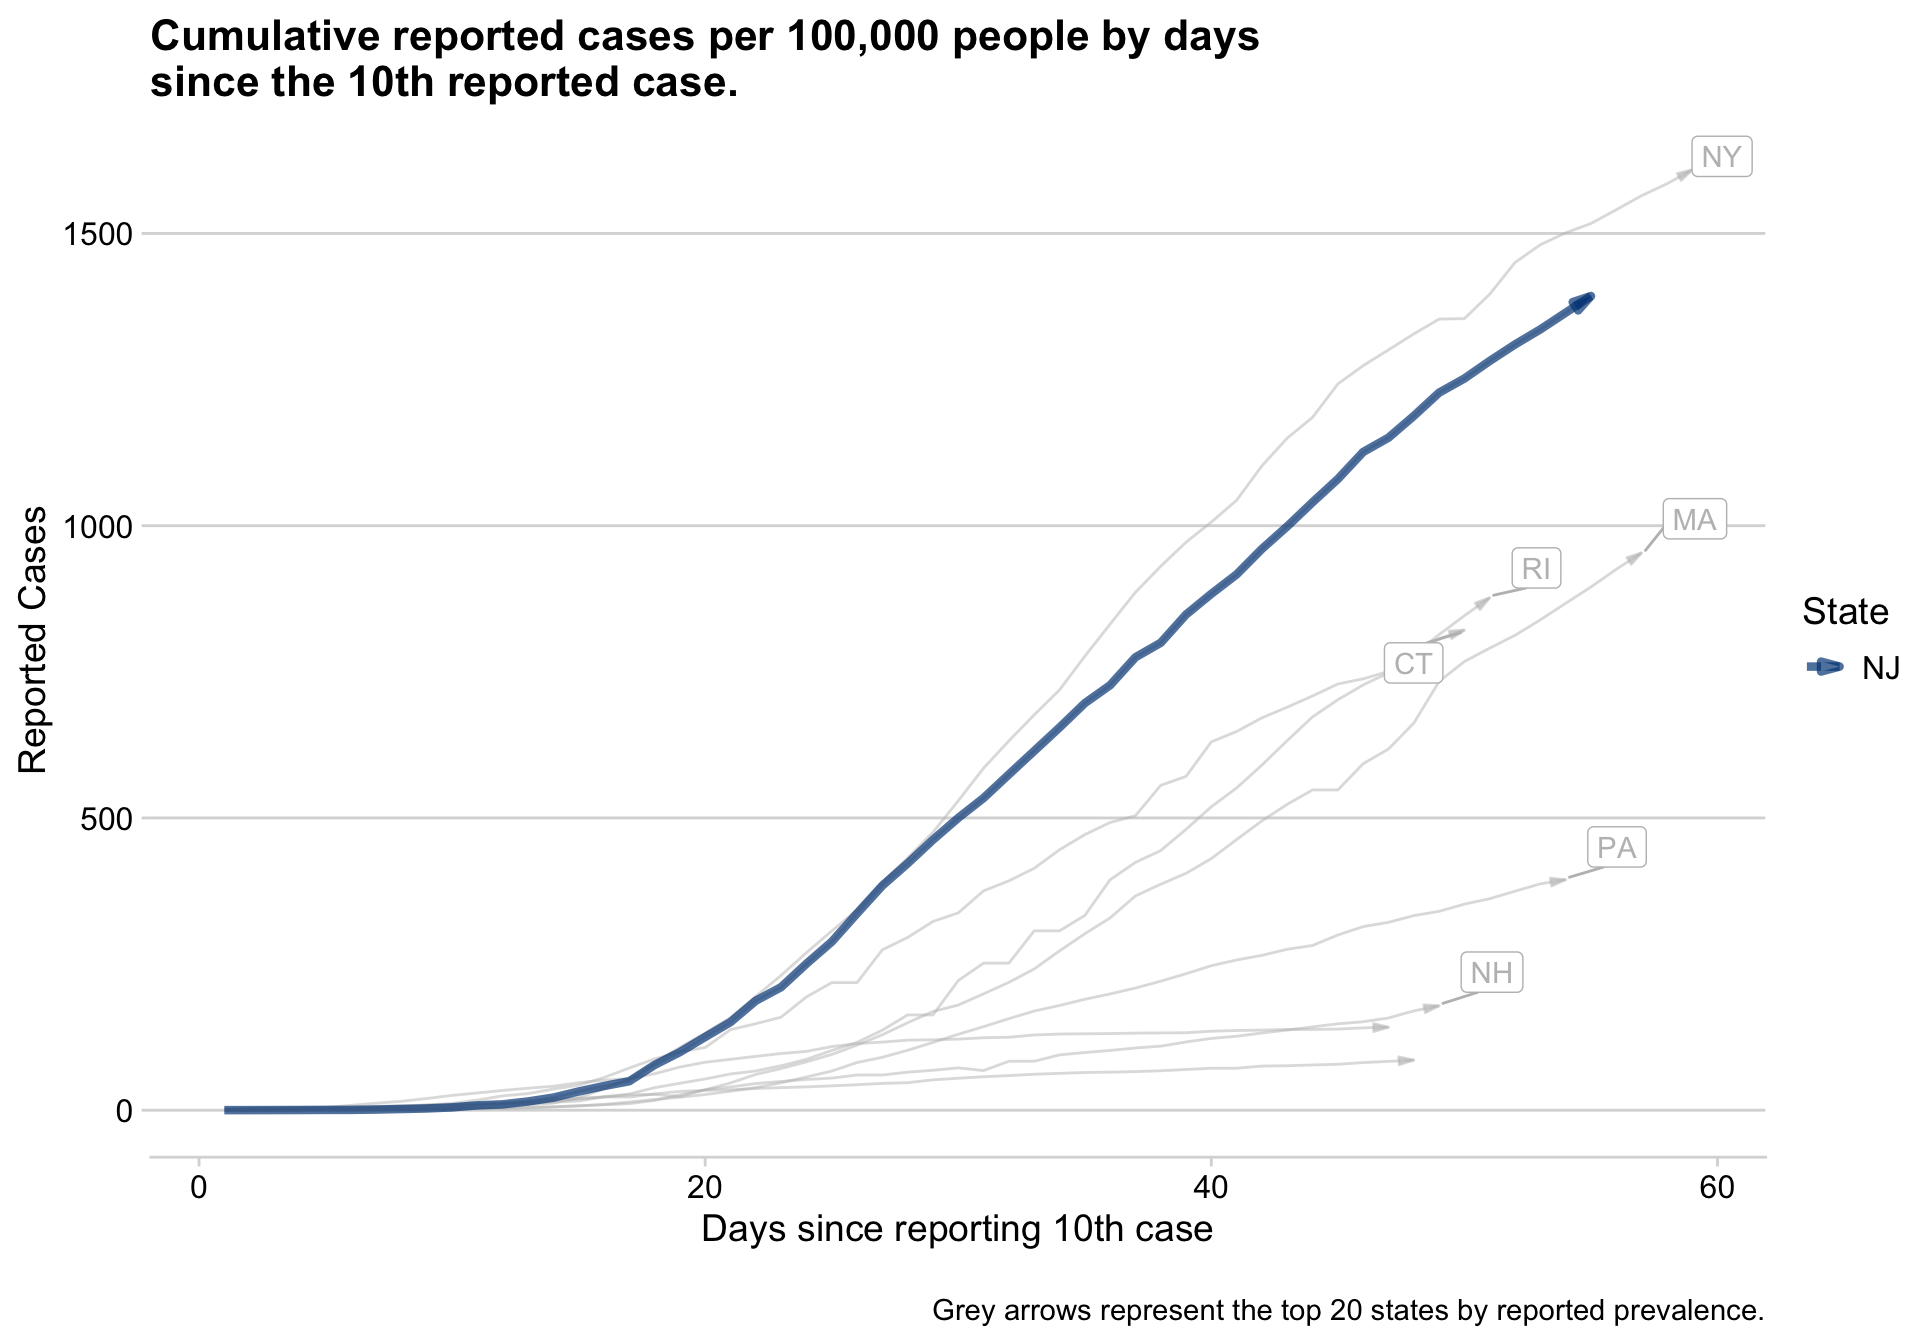 Cumulative reported cases per 100,000 people by days
since the 10th reported case.
NY
1500
MA
1000
RI
CT
Reported Cases
State
NJ
500
PA
NH
0
0 20 40 60
Days since reporting 10th case
Grey arrows represent the top 20 states by reported prevalence.